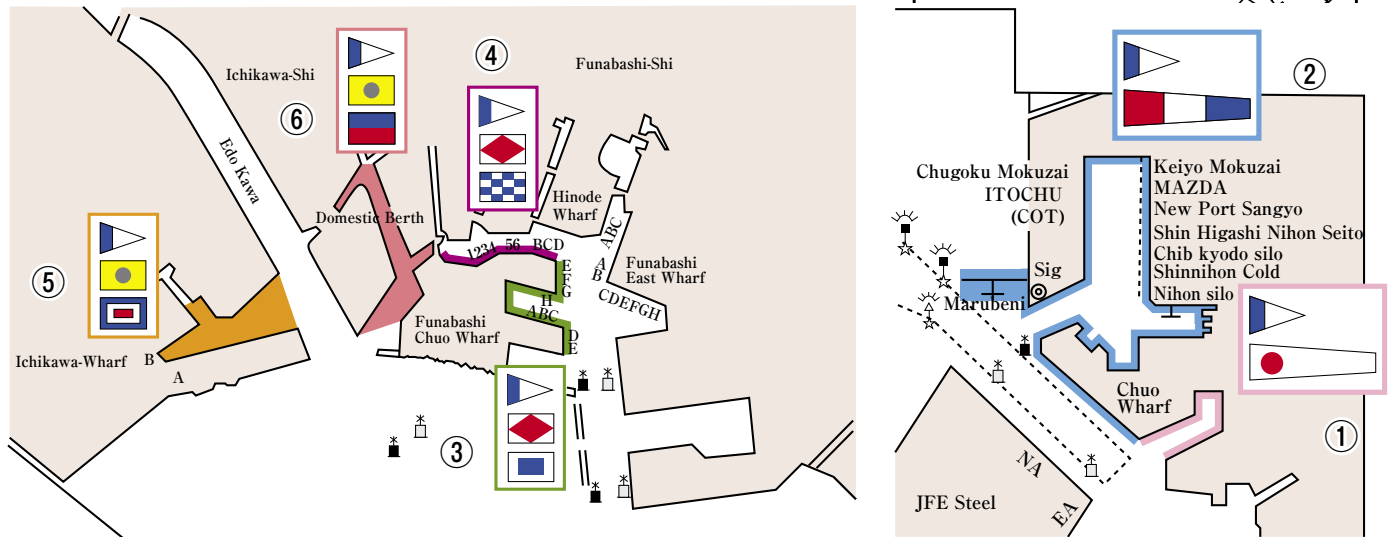 ④
②
Ichikawa-Shi
Funabashi-Shi
⑥
Edo Kawa
Hinode
Wharf
Domestic Berth
1234 56 BCD
ABC
A
B
CDEFGH
Funabashi
East Wharf
E
F
G
H
ABC
D
E
Funabashi
Chuo Wharf
⑤
Ichikawa-Wharf
B
A
③
Chugoku Mokuzai
ITOCHU
(COT)
Keiyo Mokuzai
MAZDA
New Port Sangyo
Shin Higashi Nihon Seito
Chib kyodo silo
Shinnihon Cold
Nihon silo
Sig
Marubeni
Chuo
Wharf
①
NA
EA
JFE Steel